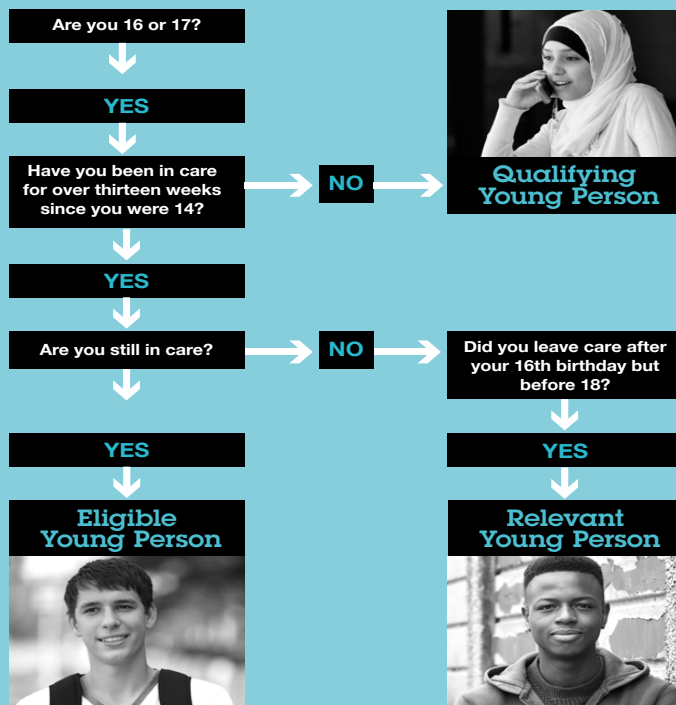 Are you 16 or 17?
YES
Have you been in care
for over thirteen weeks
since you were 14?
NO
Qualifying
Young Person
YES
Are you still in care?
NO
Did you leave care after
your 16th birthday but
before 18?
YES
Eligible
Young Person
YES
Relevant
Young Person